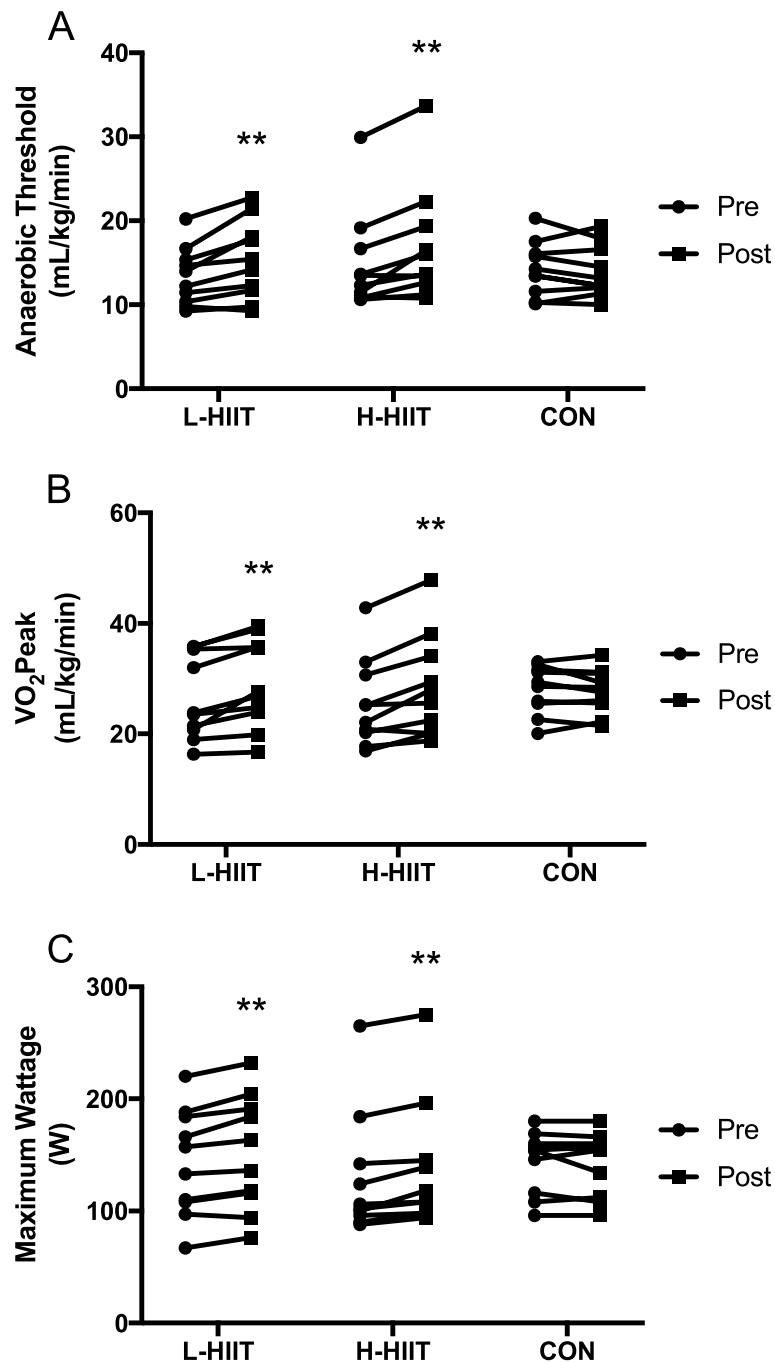 A
Anaerobic Threshold
(mL/kg/min)
40
30
20
10
0
**
**
L-HIIT
H-HIIT
CON
Pre
Post
B
VO2Peak
(mL/kg/min)
60
40
20
0
**
**
L-HIIT
H-HIIT
CON
Pre
Post
C
Maximum Wattage
(W)
300
200
100
0
**
**
L-HIIT
H-HIIT
CON
Pre
Post